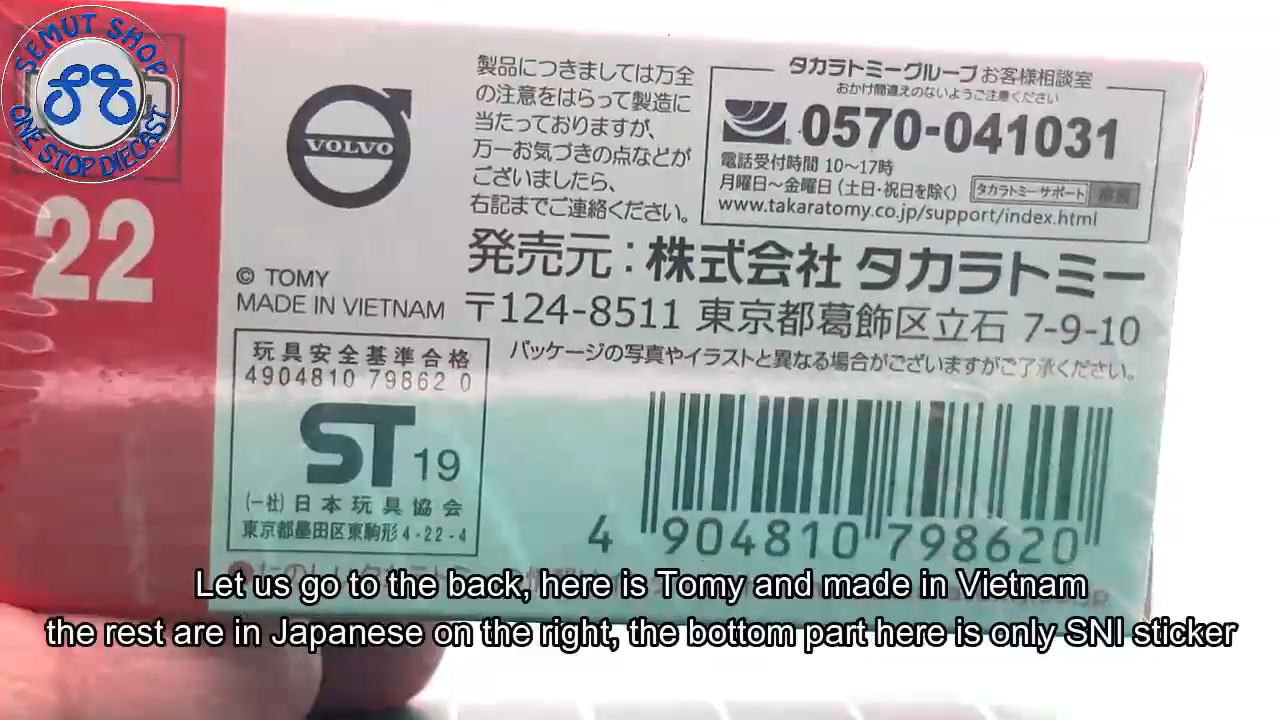 SEMUT SHOP
ONE STOP DIECAST
22
VOLVO
© TOMY
MADE IN VIETNAM
製品につきましては万全
の注意をはらって製造に
当たっておりますが、
万一お気づきの点などが
ございましたら、
右記までご連絡ください。
タカラトミーグループ お客様相談室
おかけ間違えのないようご注意ください
0570-041031
電話受付時間 10〜17時
月曜日〜金曜日（土日・祝日を除く） タカラトミーサポート 検索
www.takaratomy.co.jp/support/index.html
発売元：株式会社 タカラトミー
〒124-8511 東京都葛飾区立石 7-9-10
パッケージの写真やイラストと異なる場合がございますがご了承ください。
玩具安全基準合格
4904810 79862 0
ST 19
(一社)日本玩具協会
東京都墨田区東駒形4-22-4
4 904810 798620
Let us go to the back, here is Tomy and made in Vietnam
the rest are in Japanese on the right, the bottom part here is only SNI sticker